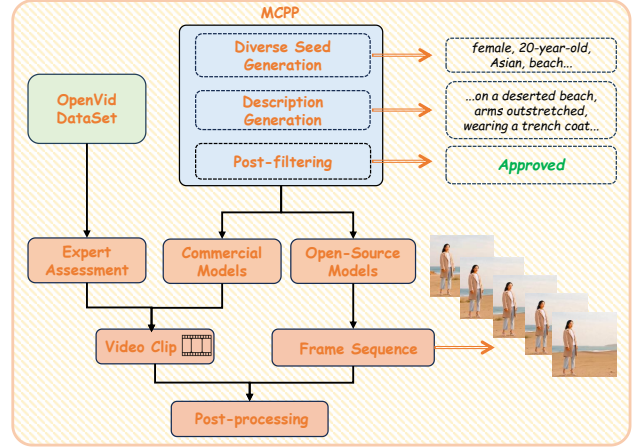 MCPP
Diverse Seed
Generation
female, 20-year-old,
Asian, beach...
OpenVid
DataSet
Description
Generation
...on a deserted beach,
arms outstretched,
wearing a trench coat...
Post-filtering
Approved
Expert
Assessment
Commercial
Models
Open-Source
Models
Video Clip
Frame Sequence
Post-processing